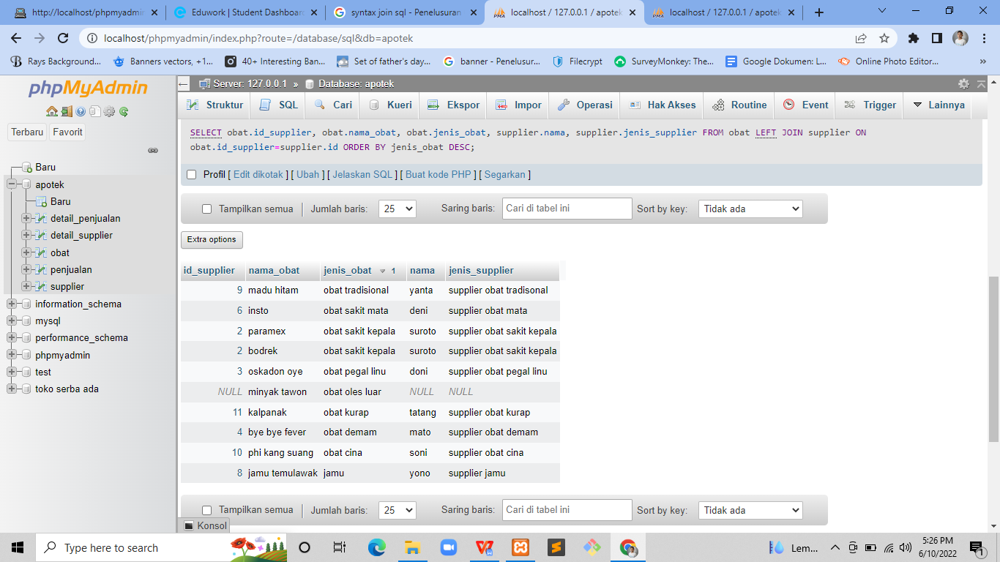 http://localhost/phpmyadmin
Eduwork | Student Dashboard
syntax join sql - Penelusuran
localhost / 127.0.0.1 / apotek
localhost / 127.0.0.1 / apotek
localhost/phpmyadmin/index.php?route=/database/sql&db=apotek
Rays Background...
Banners vectors, +1...
40+ Interesting Ban...
Set of father's day...
banner - Penelusur...
Filecrypt
SurveyMonkey: The...
Google Dokumen: L...
Online Photo Editor...
»
phpMyAdmin
Terbaru Favorit
Baru
apotek
Baru
detail_penjualan
detail_supplier
obat
penjualan
supplier
information_schema
mysql
performance_schema
phpmyadmin
test
toko serba ada
Server: 127.0.0.1 » Database: apotek
Struktur SQL Cari Kueri Ekspor Impor Operasi Hak Akses Routine Event Trigger Lainnya
SELECT obat.id_supplier, obat.nama_obat, obat.jenis_obat, supplier.nama, supplier.jenis_supplier FROM obat LEFT JOIN supplier ON
obat.id_supplier=supplier.id ORDER BY jenis_obat DESC;
Profil [ Edit dikotak ] [ Ubah ] [ Jelaskan SQL ] [ Buat kode PHP ] [ Segarkan ]
Tampilkan semua | Jumlah baris: 25 Saring baris: Cari di tabel ini Sort by key: Tidak ada
Extra options
id_supplier nama_obat jenis_obat 1 nama jenis_supplier
9 madu hitam obat tradisional yanta supplier obat tradisonal
6 insto obat sakit mata deni supplier obat mata
2 paramex obat sakit kepala suroto supplier obat sakit kepala
2 bodrek obat sakit kepala suroto supplier obat sakit kepala
3 oskadon oye obat pegal linu doni supplier obat pegal linu
NULL minyak tawon obat oles luar NULL NULL
11 kalpanak obat kurap tatang supplier obat kurap
4 bye bye fever obat demam mato supplier obat demam
10 phi kang suang obat cina soni supplier obat cina
8 jamu temulawak jamu yono supplier jamu
Tampilkan semua | Jumlah baris: 25 Saring baris: Cari di tabel ini Sort by key: Tidak ada
Konsol
Type here to search
Lem...
5:26 PM
6/10/2022
1